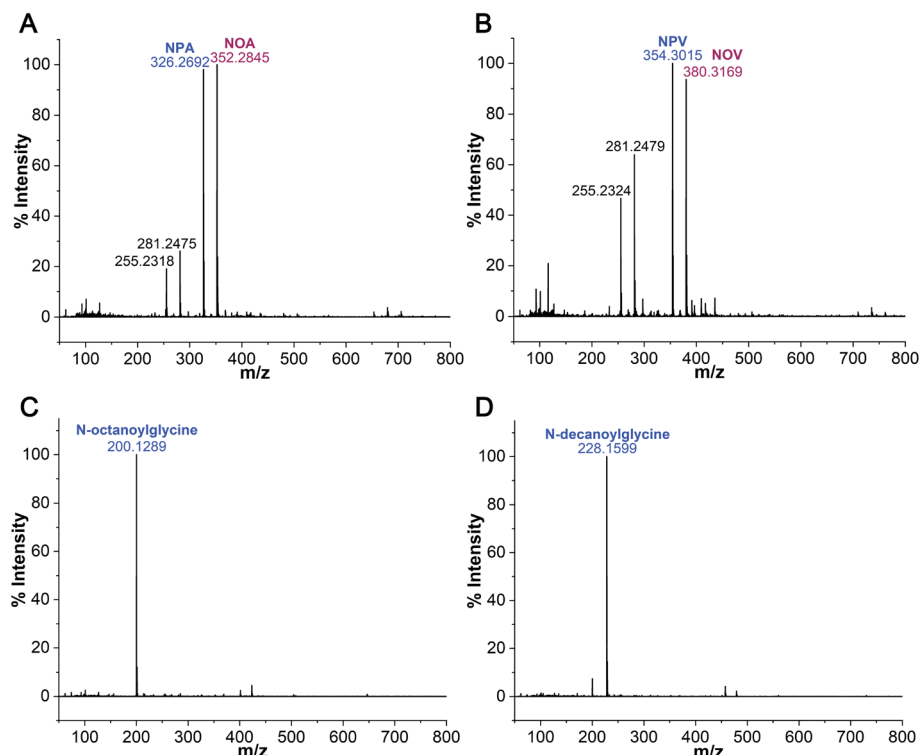 A
NPA
NOA
326.2692
352.2845
281.2475
255.2318
100
80
60
40
20
0
% Intensity
100 200 300 400 500 600 700 800
m/z
B
NPV
NOV
354.3015
380.3169
281.2479
255.2324
100
80
60
40
20
0
% Intensity
100 200 300 400 500 600 700 800
m/z
C
N-octanoylglycine
200.1289
100
80
60
40
20
0
% Intensity
100 200 300 400 500 600 700 800
m/z
D
N-decanoylglycine
228.1599
100
80
60
40
20
0
% Intensity
100 200 300 400 500 600 700 800
m/z